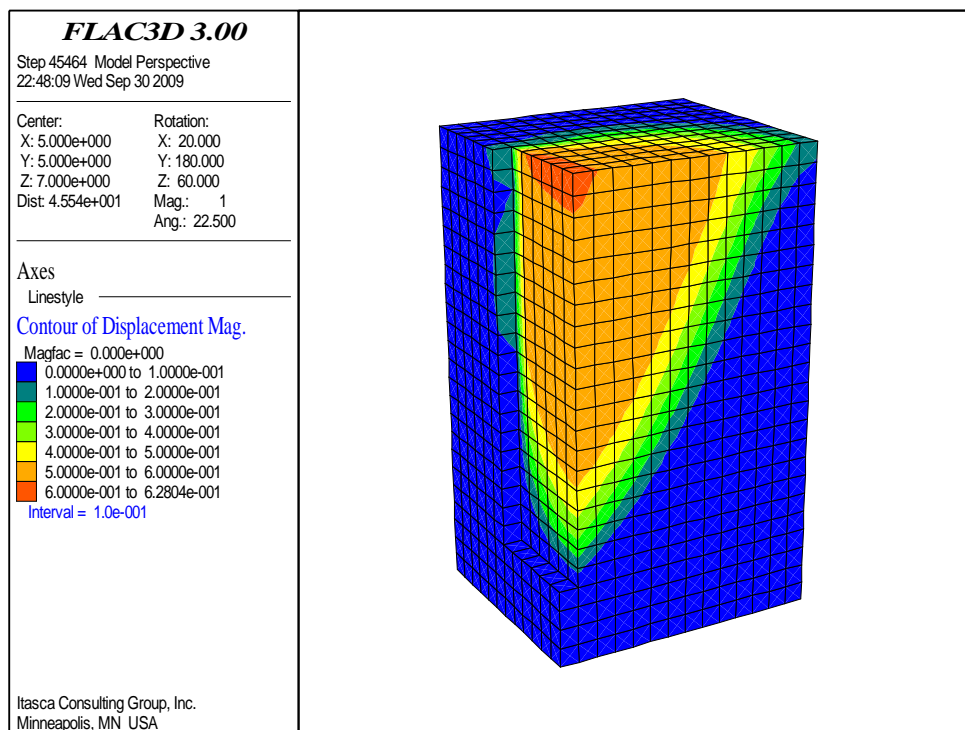 FLAC3D 3.00
Step 45464 Model Perspective
22:48:09 Wed Sep 30 2009
Center: Rotation:
X: 5.000e+000 X: 20.000
Y: 5.000e+000 Y: 180.000
Z: 7.000e+000 Z: 60.000
Dist: 4.554e+001 Mag.: 1
Ang.: 22.500
Axes
Linestyle
Contour of Displacement Mag.
Magfac = 0.000e+000
0.0000e+000 to 1.0000e-001
1.0000e-001 to 2.0000e-001
2.0000e-001 to 3.0000e-001
3.0000e-001 to 4.0000e-001
4.0000e-001 to 5.0000e-001
5.0000e-001 to 6.0000e-001
6.0000e-001 to 6.2804e-001
Interval = 1.0e-001
Itasca Consulting Group, Inc.
Minneapolis, MN USA